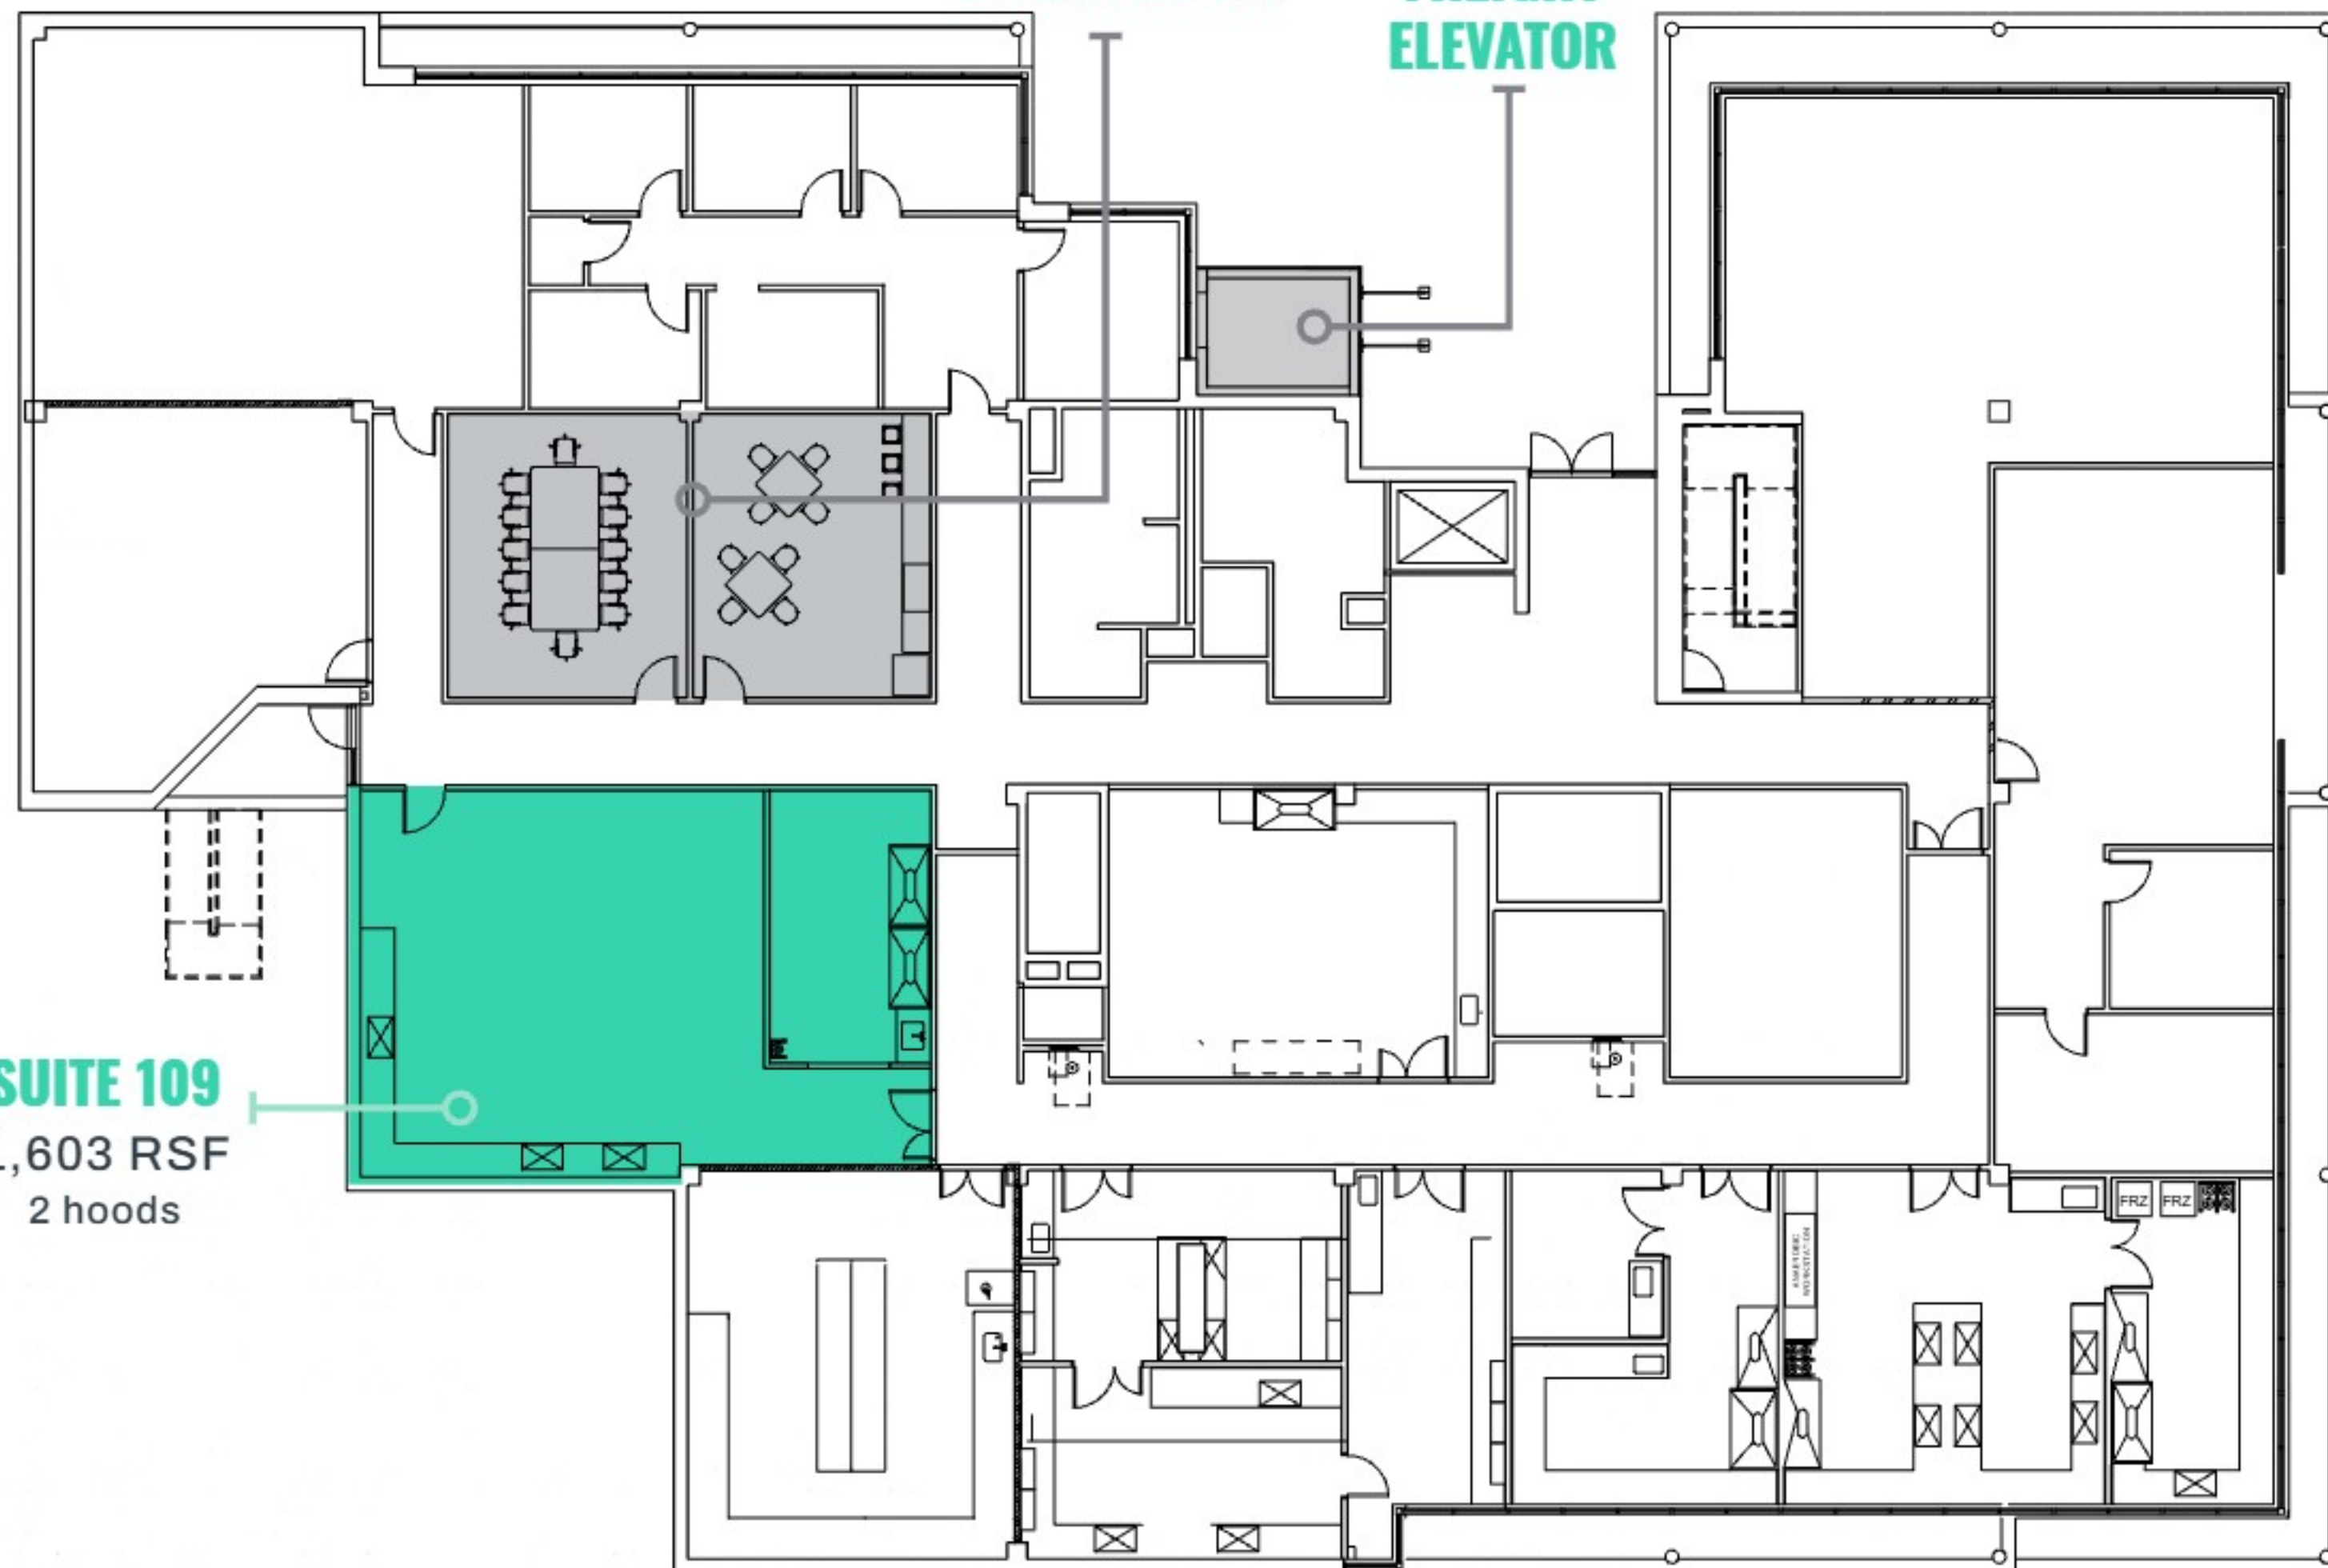 ELEVATOR
SUITE 109
,603 RSF
2 hoods
FRZ
FRZ